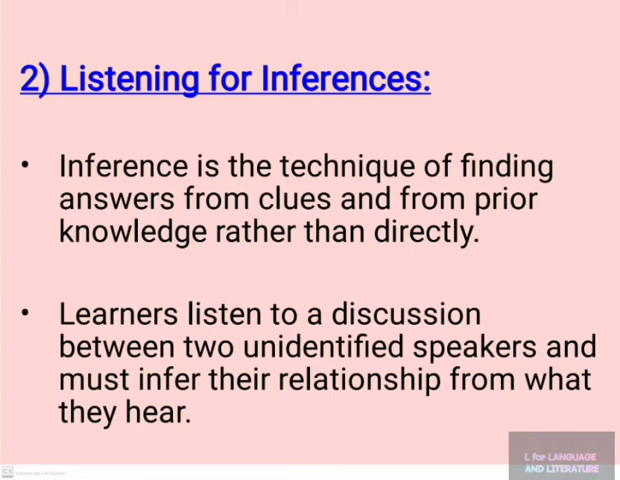 2) Listening for Inferences:
• Inference is the technique of finding
answers from clues and from prior
knowledge rather than directly.
• Learners listen to a discussion
between two unidentified speakers and
must infer their relationship from what
they hear.
L for LANGUAGE
AND LITERATURE
CS